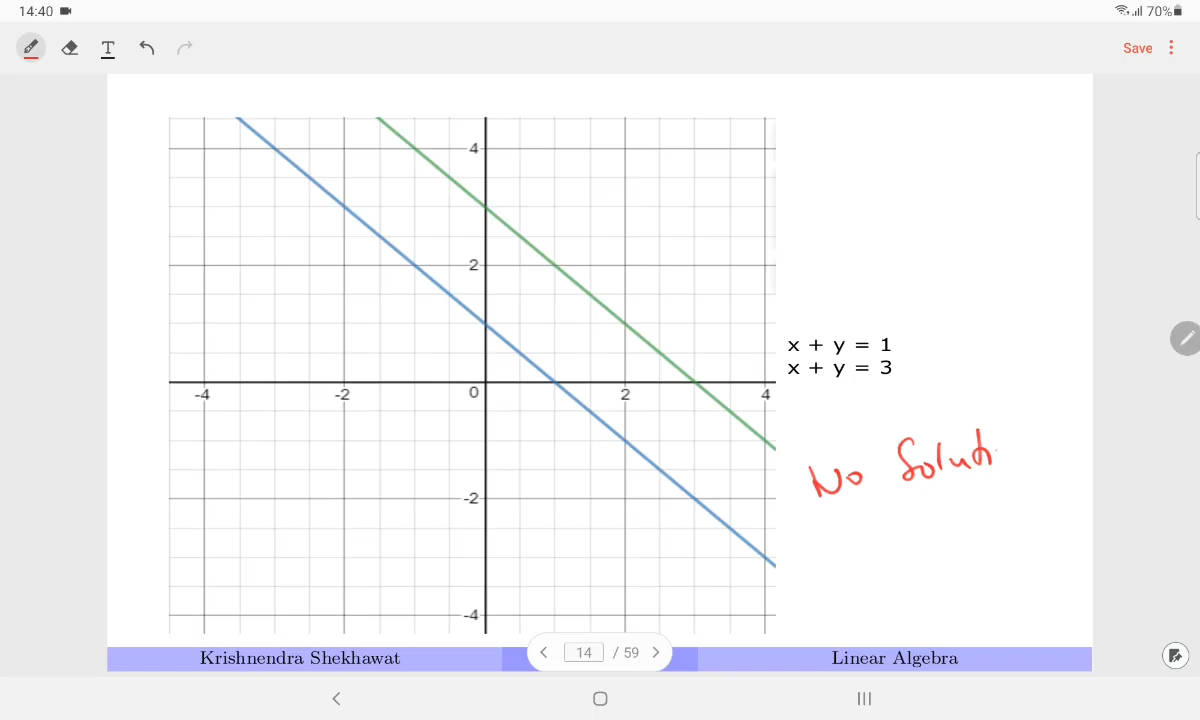 14:40
70%
T
Save
4
2
-4
-2
0
2
4
-2
-4
x + y = 1
x + y = 3
No Soluti
Krishnendra Shekhawat
14 / 59
Linear Algebra